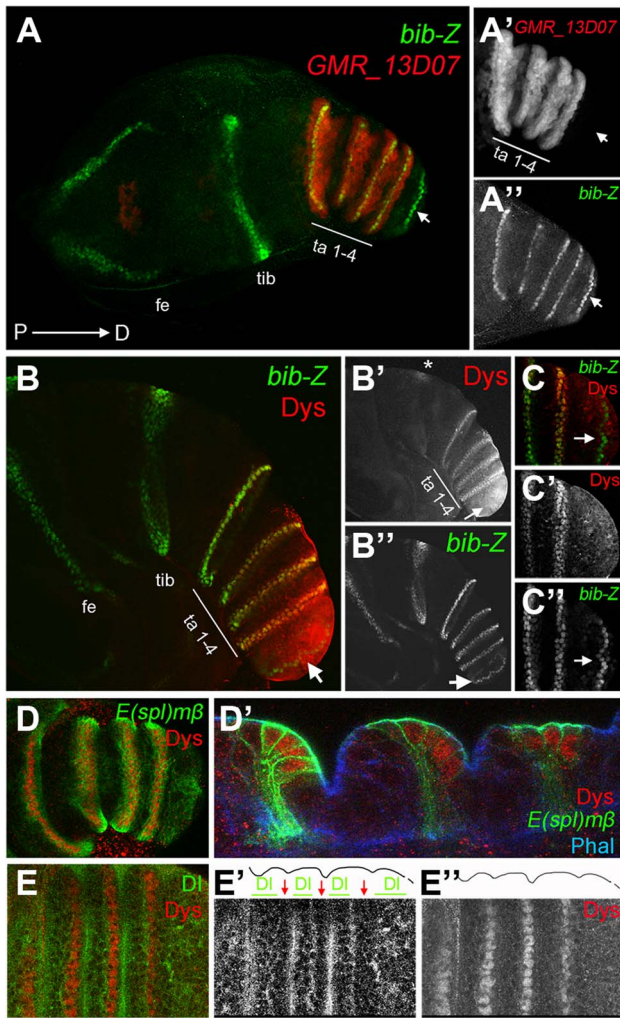 A
bib-Z
GMR_13D07
ta 1-4
tib
fe
P D
A’
GMR_13D07
ta 1-4
A’’
bib-Z
B
bib-Z
Dys
fe
tib
ta 1-4
B’
*
Dys
ta 1-4
B’’
bib-Z
C
bib-Z
Dys
C’
Dys
C’’
bib-Z
D
E(spl)mβ
Dys
D’
Dys
E(spl)mβ
Phal
E
Dl
Dys
E’
Dl Dl Dl Dl
E’’
Dys